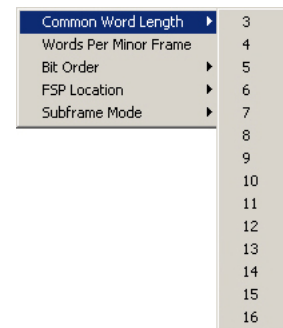 Common Word Length
Words Per Minor Frame
Bit Order
FSP Location
Subframe Mode
3
4
5
6
7
8
9
10
11
12
13
14
15
16